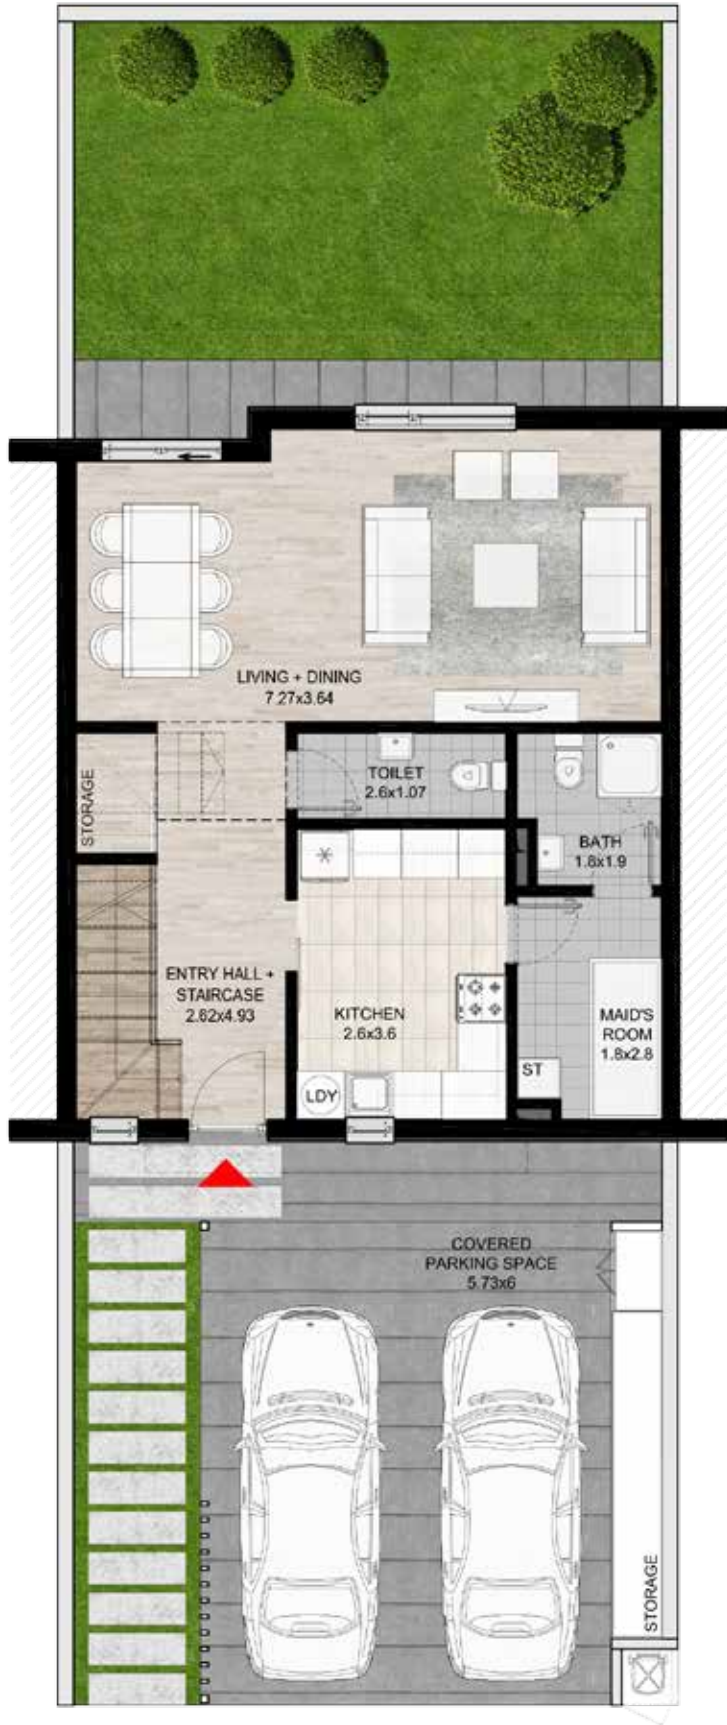 LIVING + DINING
7.27x3.64
STORAGE
TOILET
2.6x1.07
BATH
1.8x1.9
ENTRY HALL +
STAIRCASE
2.62x4.93
KITCHEN
2.6x3.6
MAID'S
ROOM
1.8x2.8
ST
LDY
COVERED
PARKING SPACE
5.73x6
STORAGE